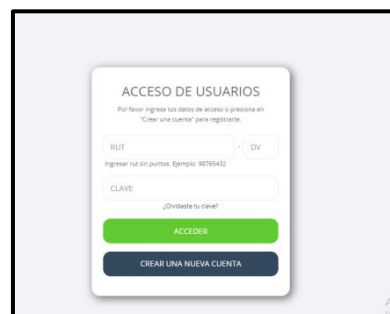 ACCESO DE USUARIOS
Por favor ingresa tus datos de acceso o presiona en
"Crear una cuenta" para registrarte.
RUT - DV
Ingresar rut sin puntos. Ejemplo: 98765432
CLAVE
¿Olvidaste tu clave?
ACCEDER
CREAR UNA NUEVA CUENTA